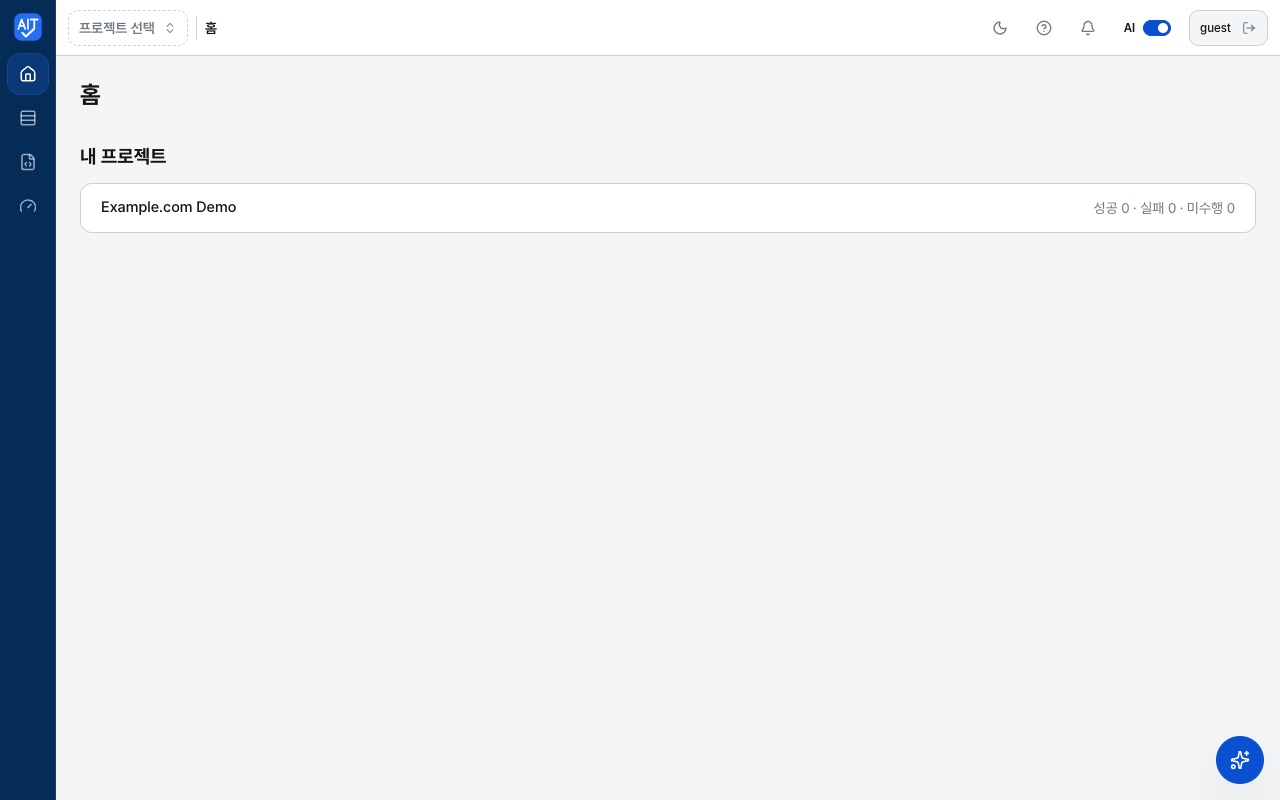 AIT
프로젝트 선택
홈
AI
guest
홈
내 프로젝트
Example.com Demo
성공 0 · 실패 0 · 미수행 0